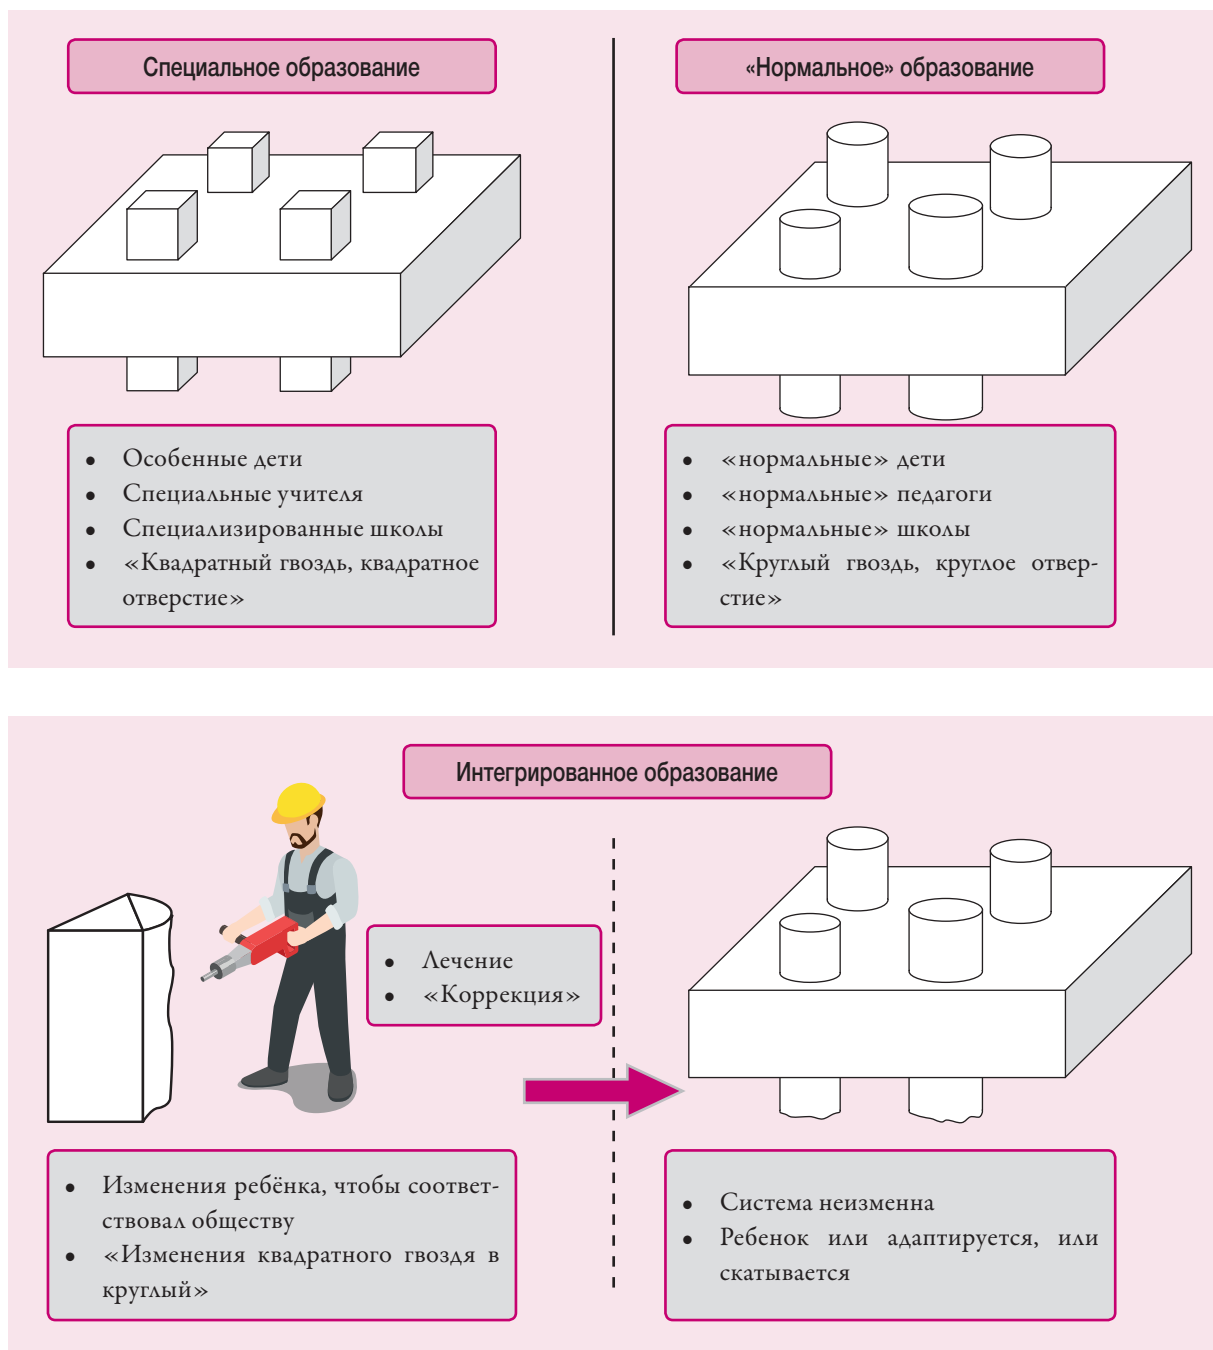 Специальное образование
«Нормальное» образование
• Особенные дети
• Специальные учителя
• Специализированные школы
• «Квадратный гвоздь, квадратное
отверстие»
• «нормальные» дети
• «нормальные» педагоги
• «нормальные» школы
• «Круглый гвоздь, круглое отвер-
стие»
Интегрированное образование
• Лечение
• «Коррекция»
• Изменения ребёнка, чтобы соответ-
ствовал обществу
• «Изменения квадратного гвоздя в
круглый»
• Система неизменна
• Ребенок или адаптируется, или
скатывается